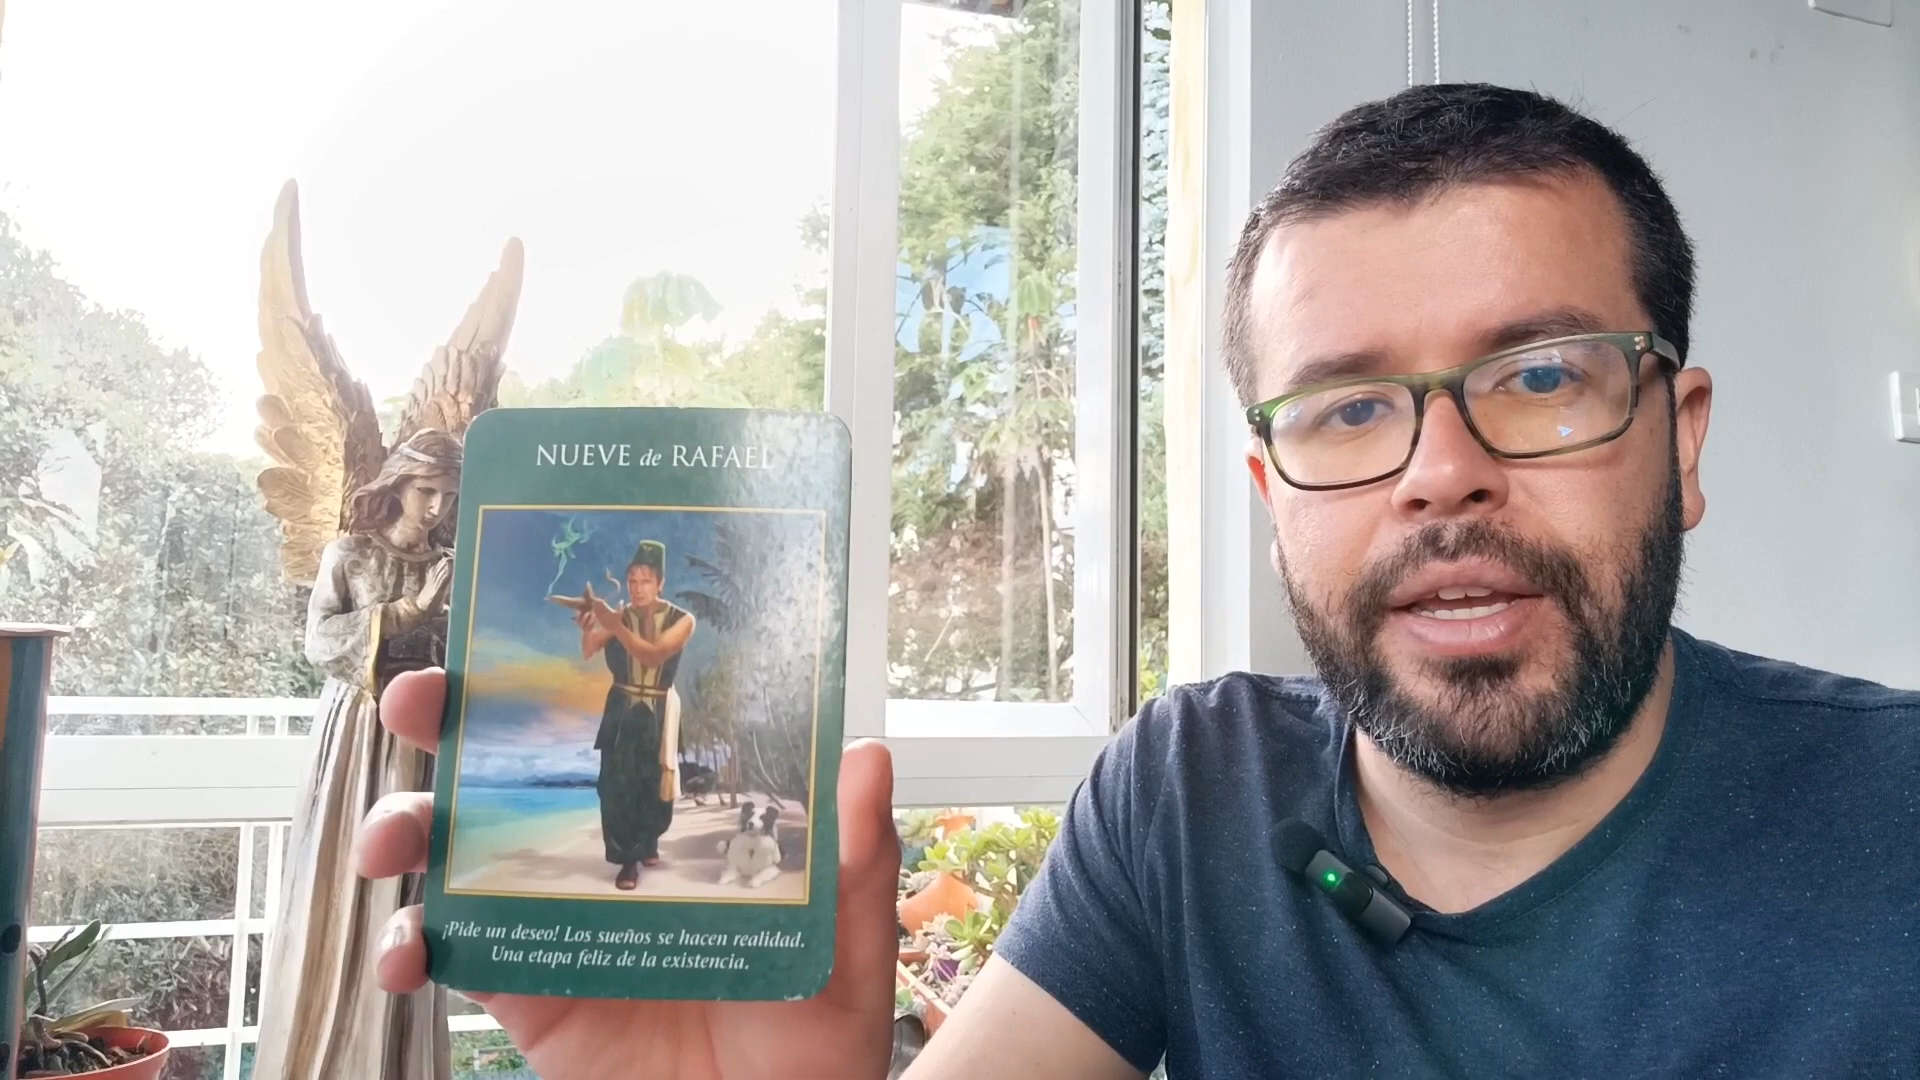 NUEVE de RAFAEL
¡Pide un deseo! Los sueños se hacen realidad.
Una etapa feliz de la existencia.